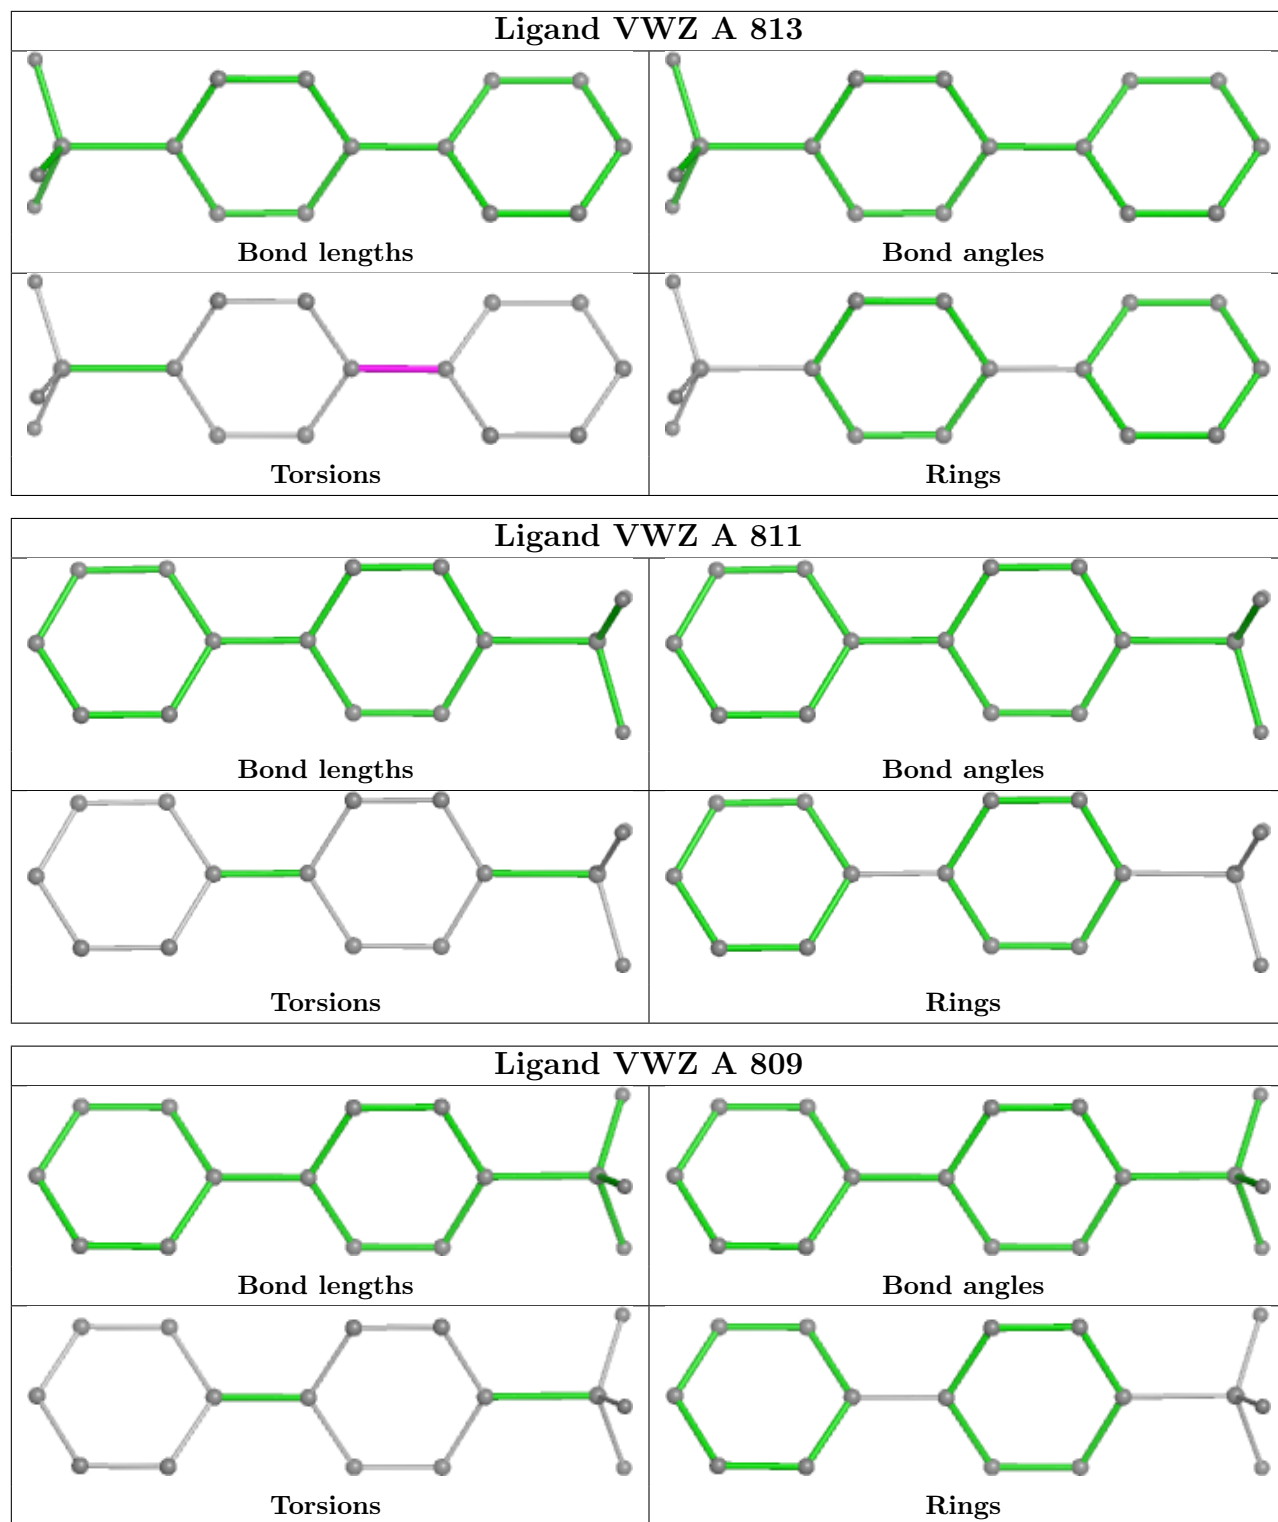 Ligand VWZ A 813
Bond lengths
Bond angles
Torsions
Rings
Ligand VWZ A 811
Bond lengths
Bond angles
Torsions
Rings
Ligand VWZ A 809
Bond lengths
Bond angles
Torsions
Rings